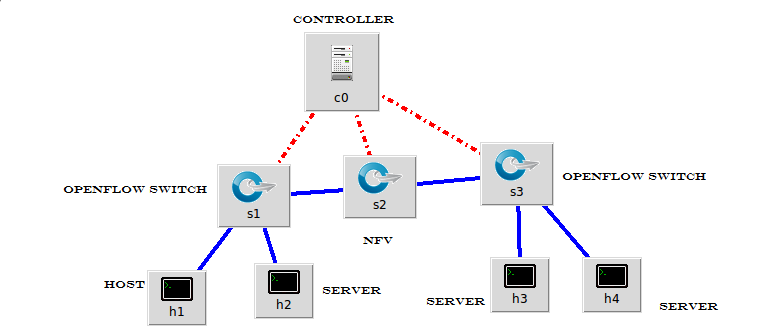 CONTROLLER
c0
OPENFLOW SWITCH
s1
s2
s3
OPENFLOW SWITCH
NFV
HOST
h1
h2
SERVER
SERVER
h3
h4
SERVER